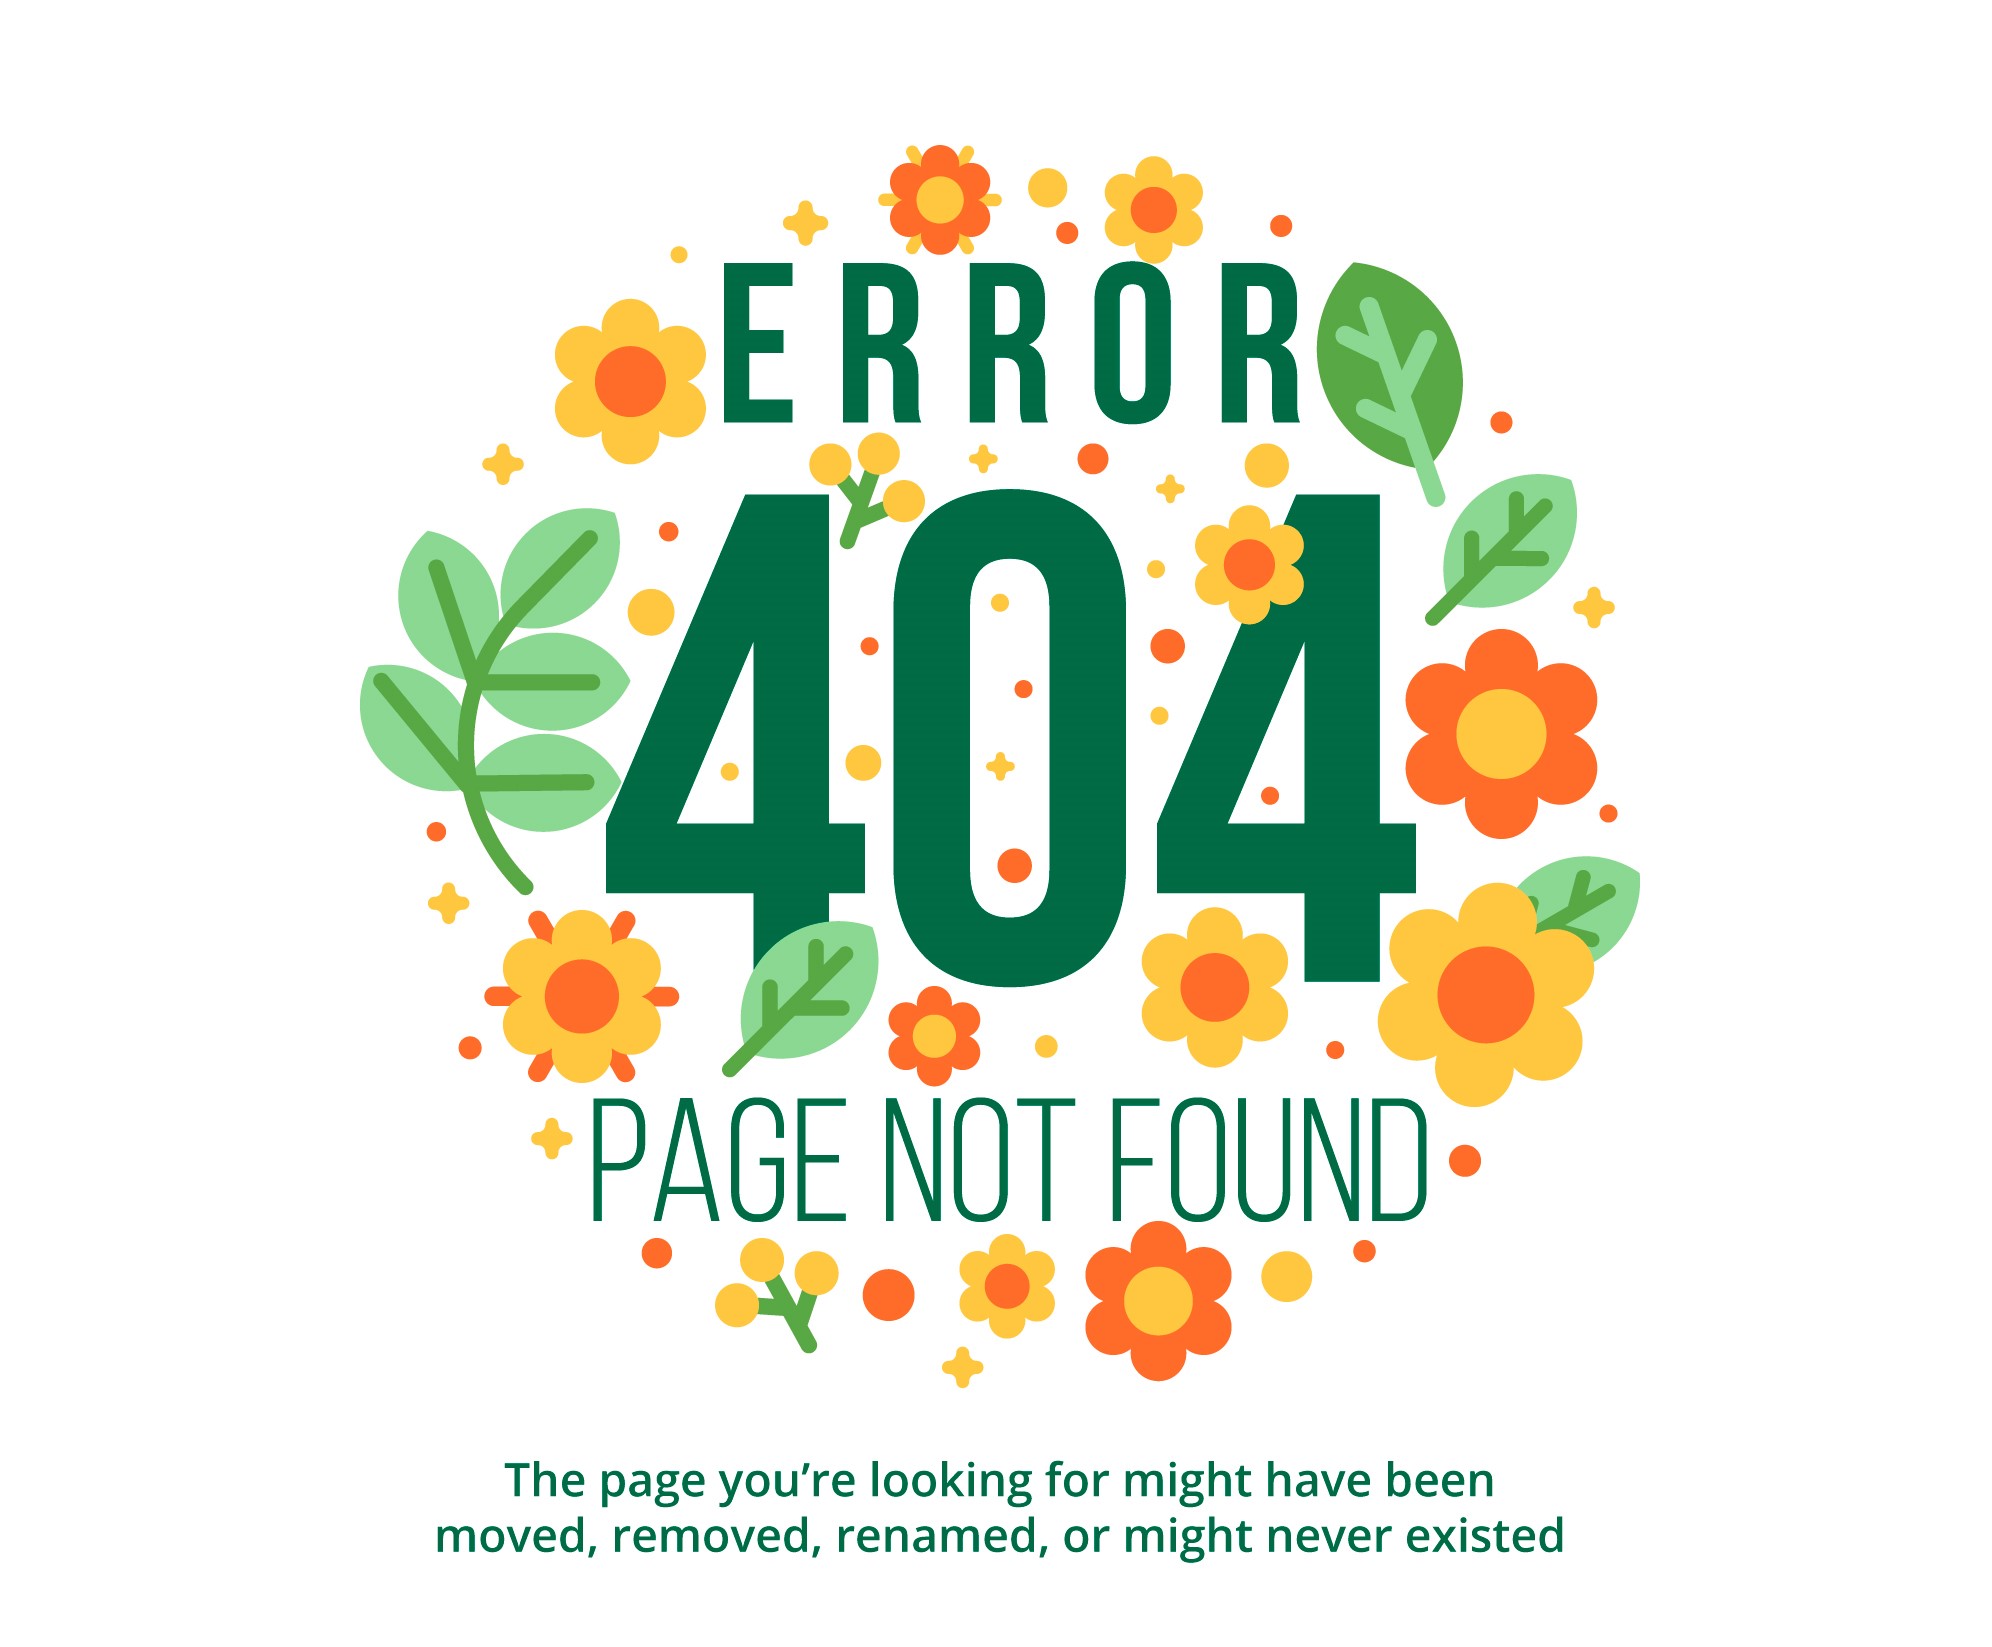 ERROR
404
PAGE NOT FOUND
The page you’re looking for might have been
moved, removed, renamed, or might never existed